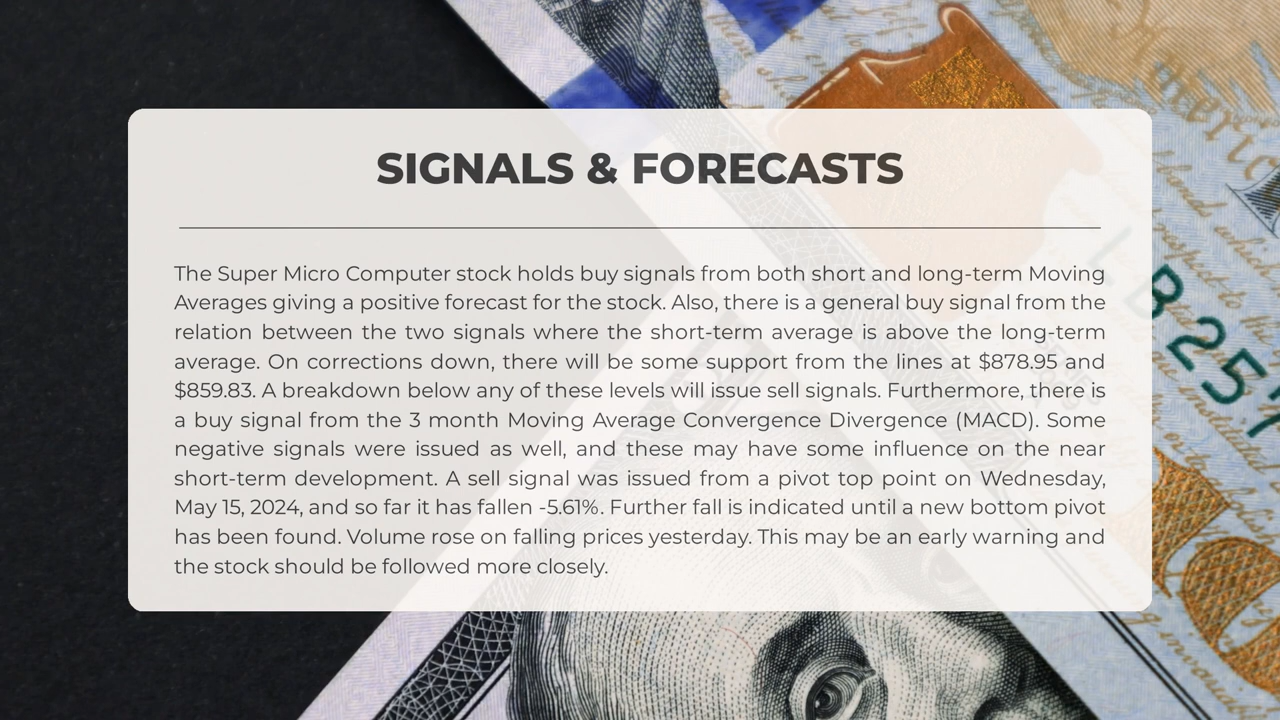 SIGNALS & FORECASTS
The Super Micro Computer stock holds buy signals from both short and long-term Moving
Averages giving a positive forecast for the stock. Also, there is a general buy signal from the
relation between the two signals where the short-term average is above the long-term
average. On corrections down, there will be some support from the lines at $878.95 and
$859.83. A breakdown below any of these levels will issue sell signals. Furthermore, there is
a buy signal from the 3 month Moving Average Convergence Divergence (MACD). Some
negative signals were issued as well, and these may have some influence on the near
short-term development. A sell signal was issued from a pivot top point on Wednesday,
May 15, 2024, and so far it has fallen -5.61%. Further fall is indicated until a new bottom pivot
has been found. Volume rose on falling prices yesterday. This may be an early warning and
the stock should be followed more closely.